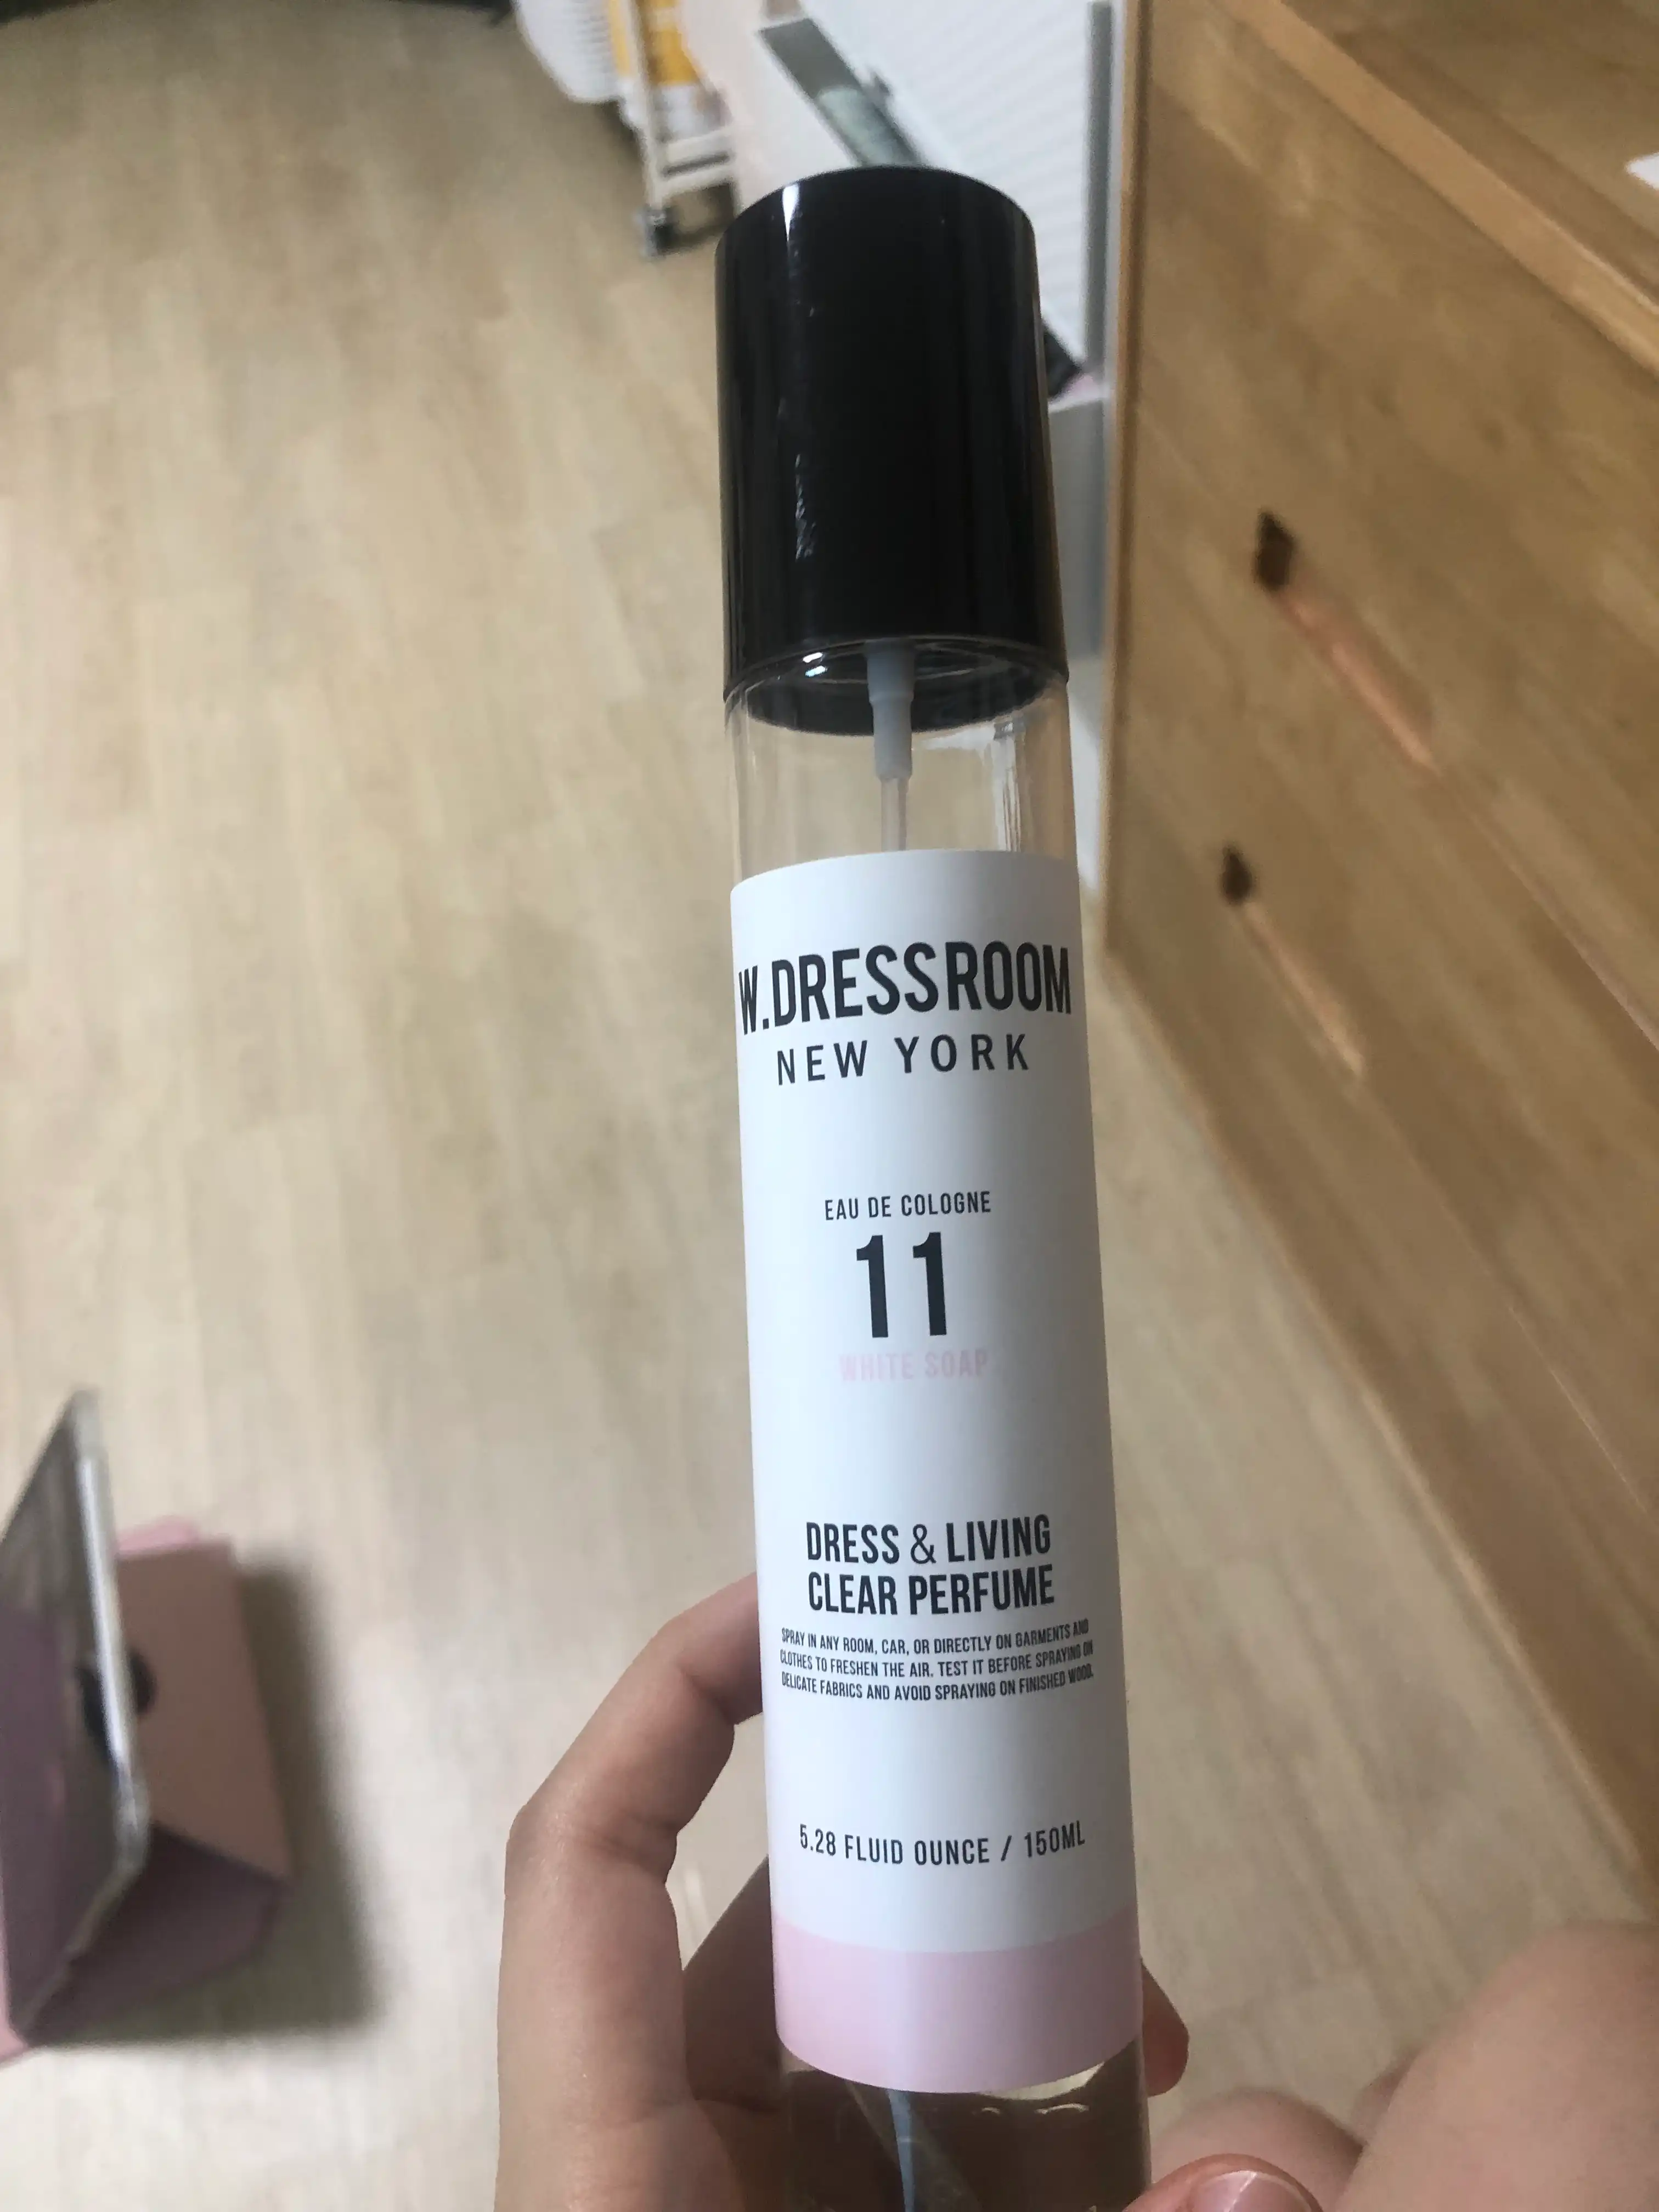 W.DRESSROOM
NEW YORK
EAU DE COLOGNE
11
WHITE SOAP
DRESS & LIVING
CLEAR PERFUME
SPRAY IN ANY ROOM, CAR, OR DIRECTLY ON GARMENTS AND
CLOTHES TO FRESHEN THE AIR. TEST IT BEFORE SPRAYING ON
DELICATE FABRICS AND AVOID SPRAYING ON FINISHED WOOD.
5.28 FLUID OUNCE / 150ML